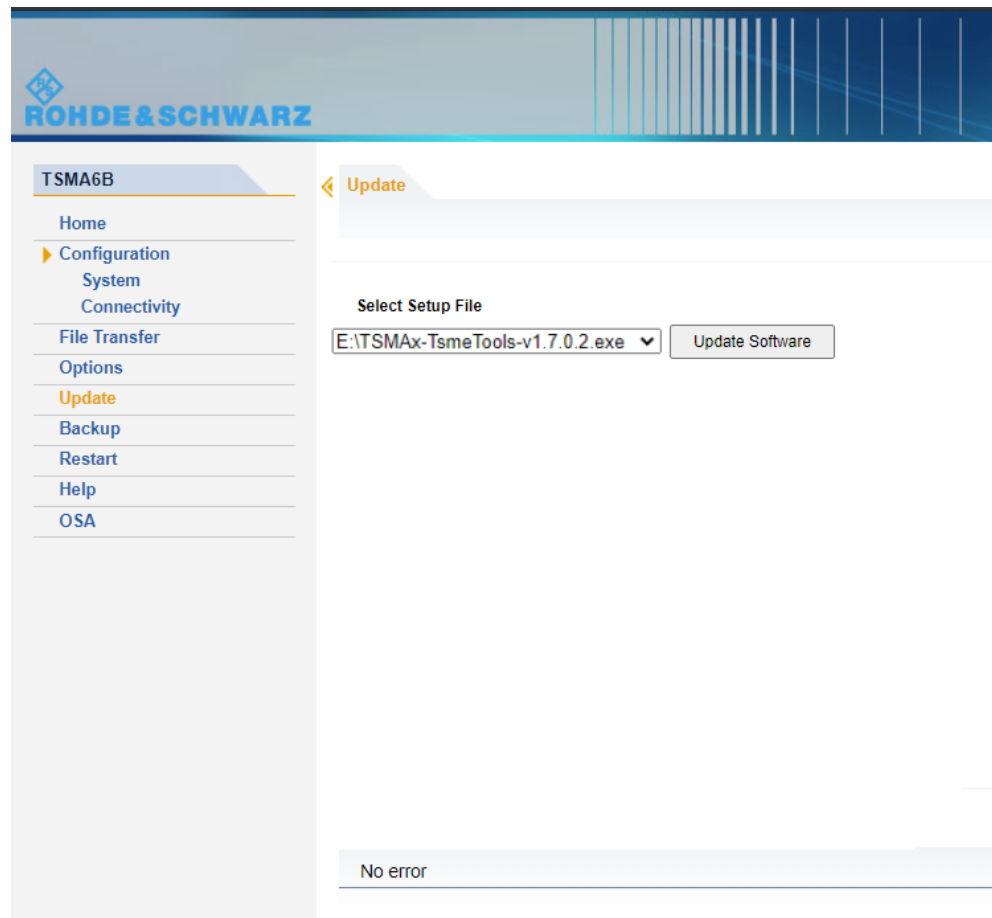 ROHDE&SCHWARZ
TSMA6B
Update
Home
Configuration
System
Connectivity
File Transfer
Options
Update
Backup
Restart
Help
OSA
Select Setup File
E:\TSMAx-TsmeTools-v1.7.0.2.exe Update Software
No error